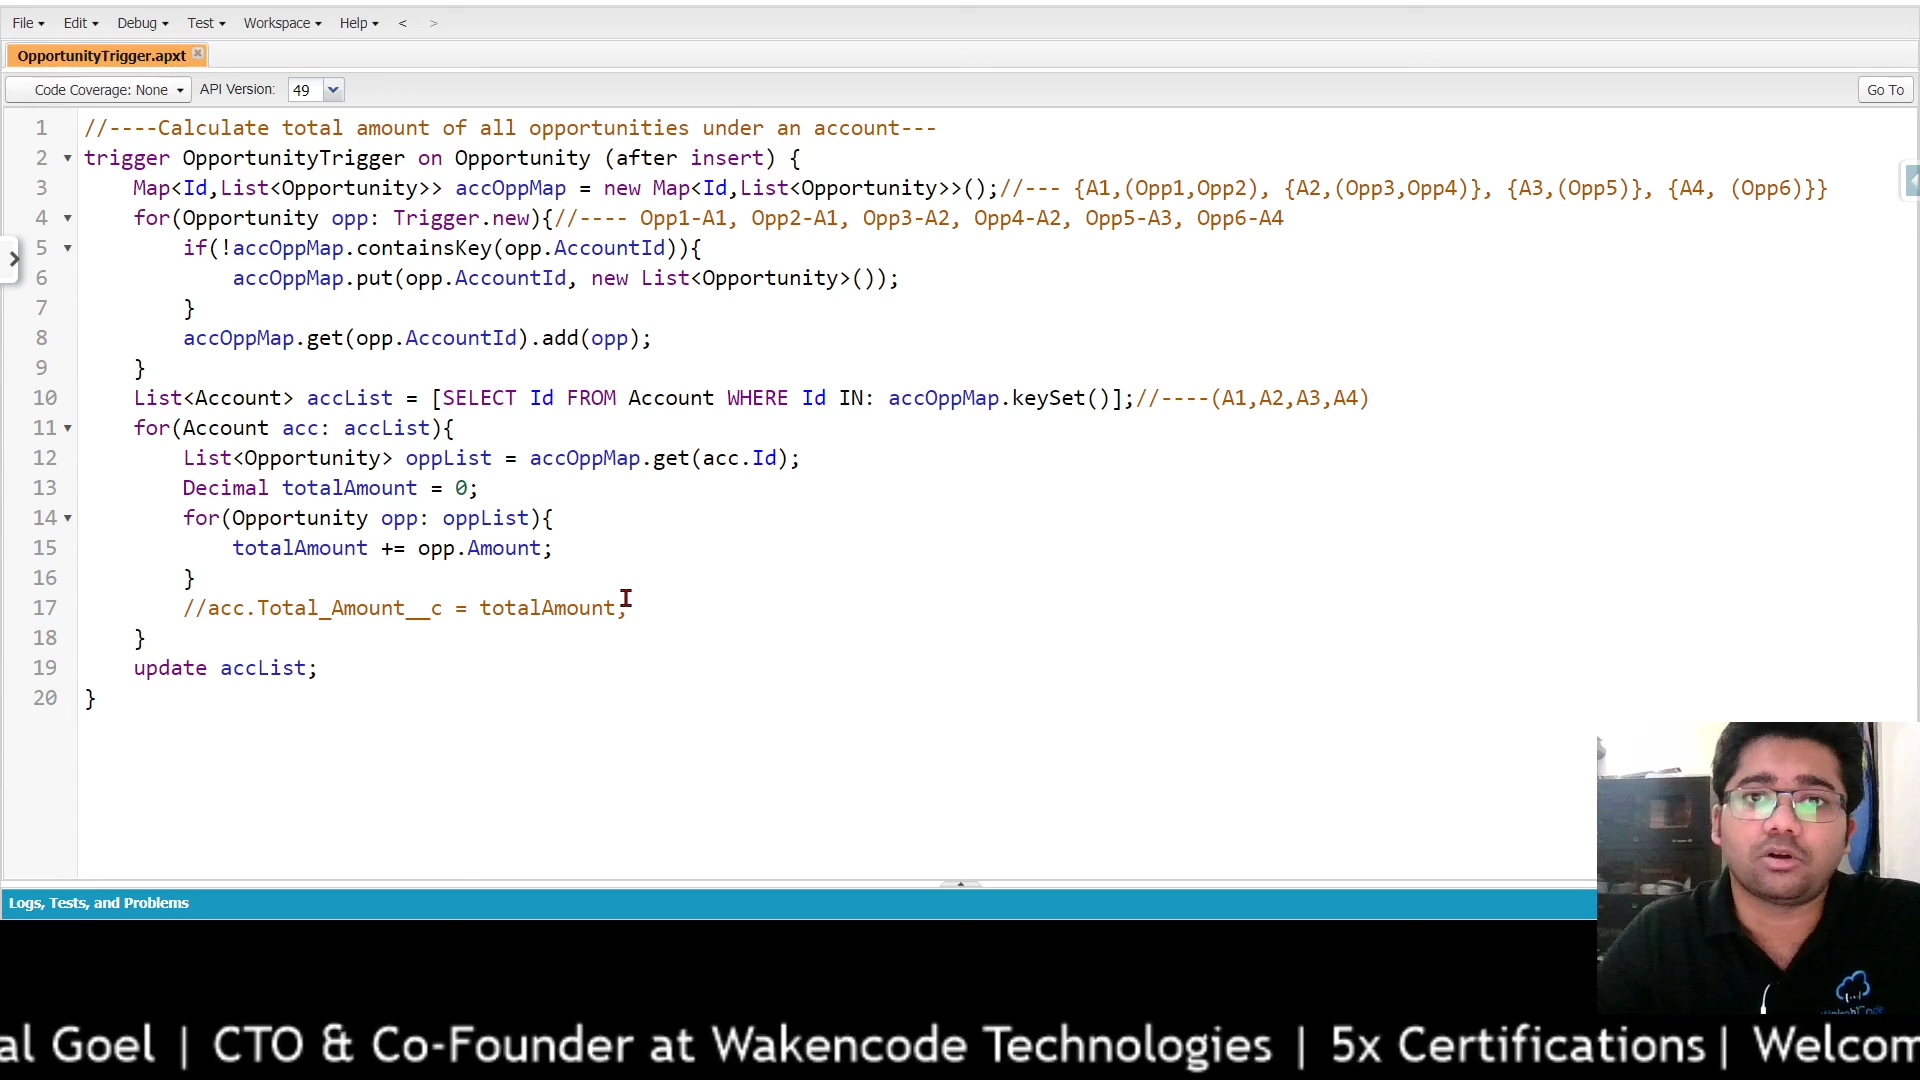 File Edit Debug Test Workspace Help < >
OpportunityTrigger.apxt
Code Coverage: None API Version: 49 Go To
1 //----Calculate total amount of all opportunities under an account---
2 trigger OpportunityTrigger on Opportunity (after insert) {
3 Map<Id,List<Opportunity>> accOppMap = new Map<Id,List<Opportunity>>();//--- {A1,(Opp1,Opp2), {A2,(Opp3,Opp4)}, {A3,(Opp5)}, {A4, (Opp6)}}
4 for(Opportunity opp: Trigger.new){//---- Opp1-A1, Opp2-A1, Opp3-A2, Opp4-A2, Opp5-A3, Opp6-A4
5 if(!accOppMap.containsKey(opp.AccountId)){
6 accOppMap.put(opp.AccountId, new List<Opportunity>());
7 }
8 accOppMap.get(opp.AccountId).add(opp);
9 }
10 List<Account> accList = [SELECT Id FROM Account WHERE Id IN: accOppMap.keySet()];//----(A1,A2,A3,A4)
11 for(Account acc: accList){
12 List<Opportunity> oppList = accOppMap.get(acc.Id);
13 Decimal totalAmount = 0;
14 for(Opportunity opp: oppList){
15 totalAmount += opp.Amount;
16 }
17 //acc.Total_Amount__c = totalAmount;
18 }
19 update accList;
20 }
Logs, Tests, and Problems
al Goel | CTO & Co-Founder at Wakencode Technologies | 5x Certifications | Welcom